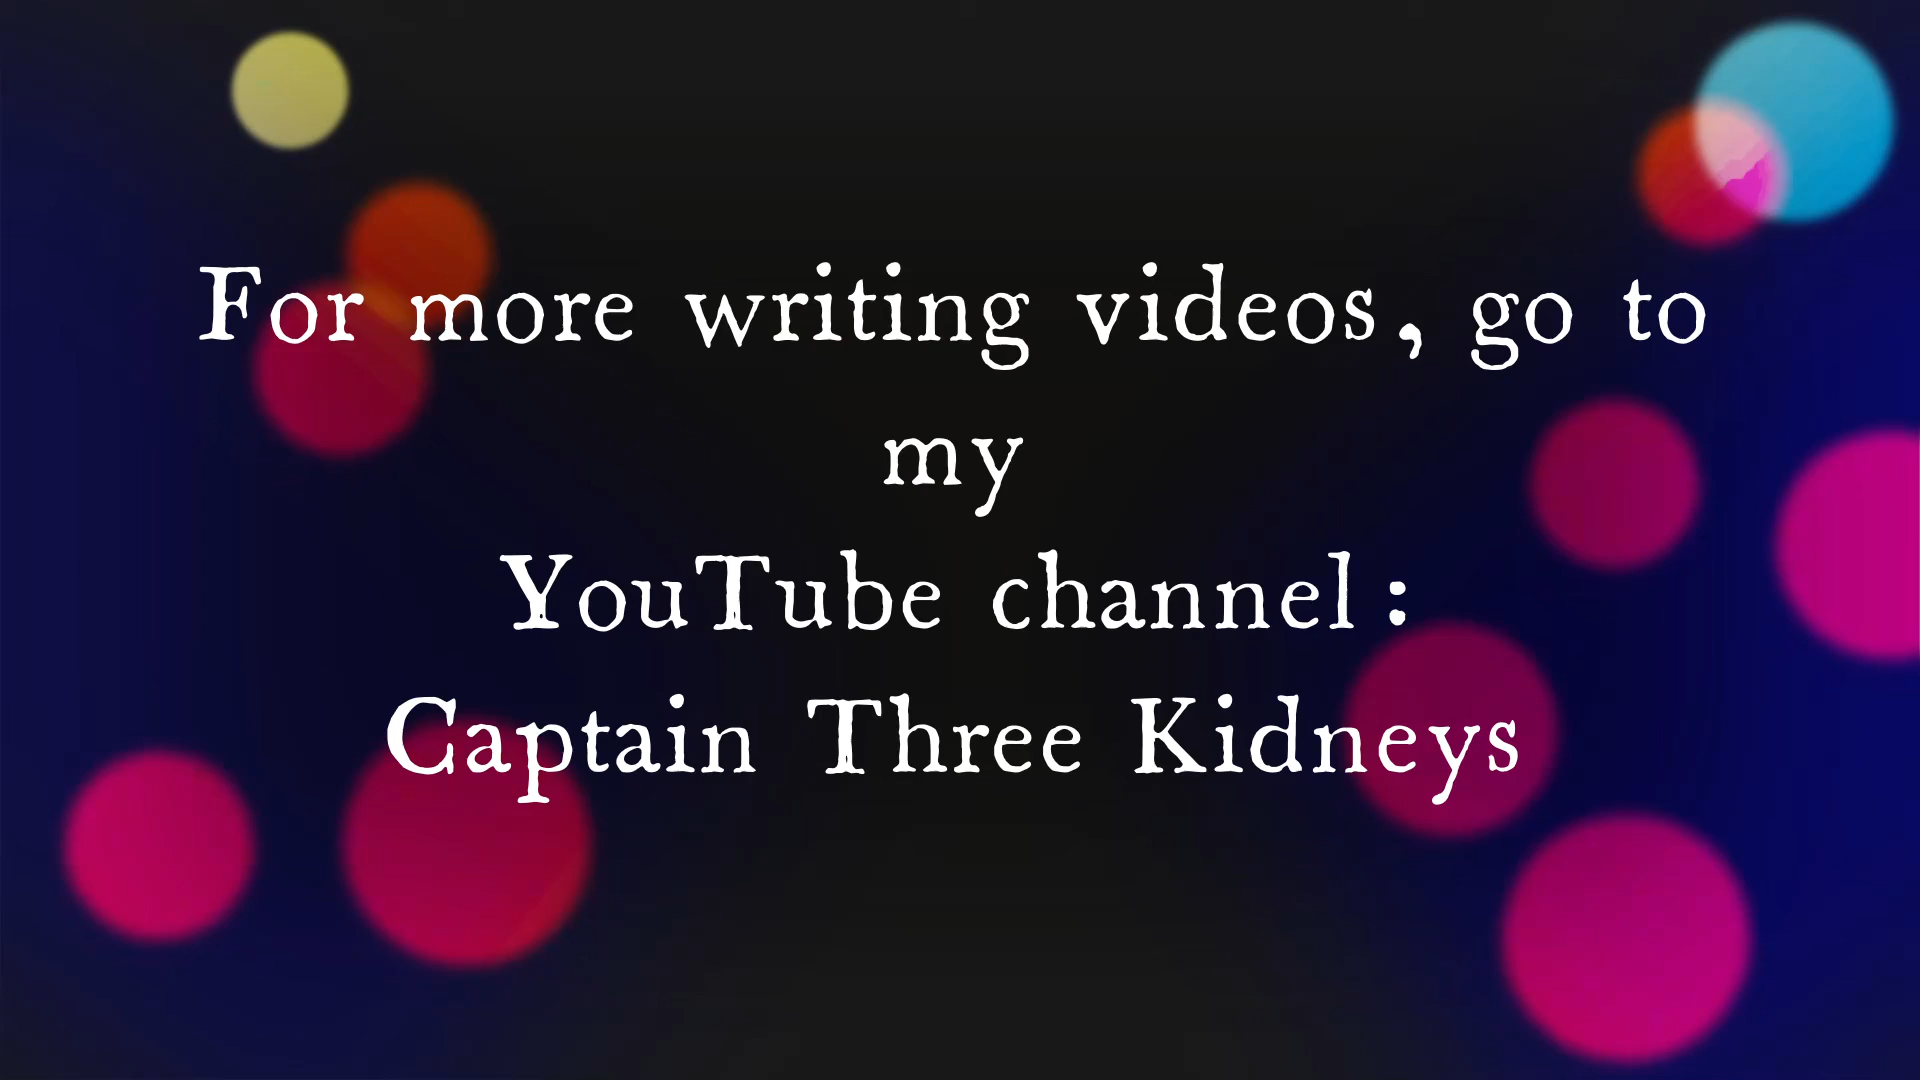 For more writing videos, go to
my
YouTube channel:
Captain Three Kidneys